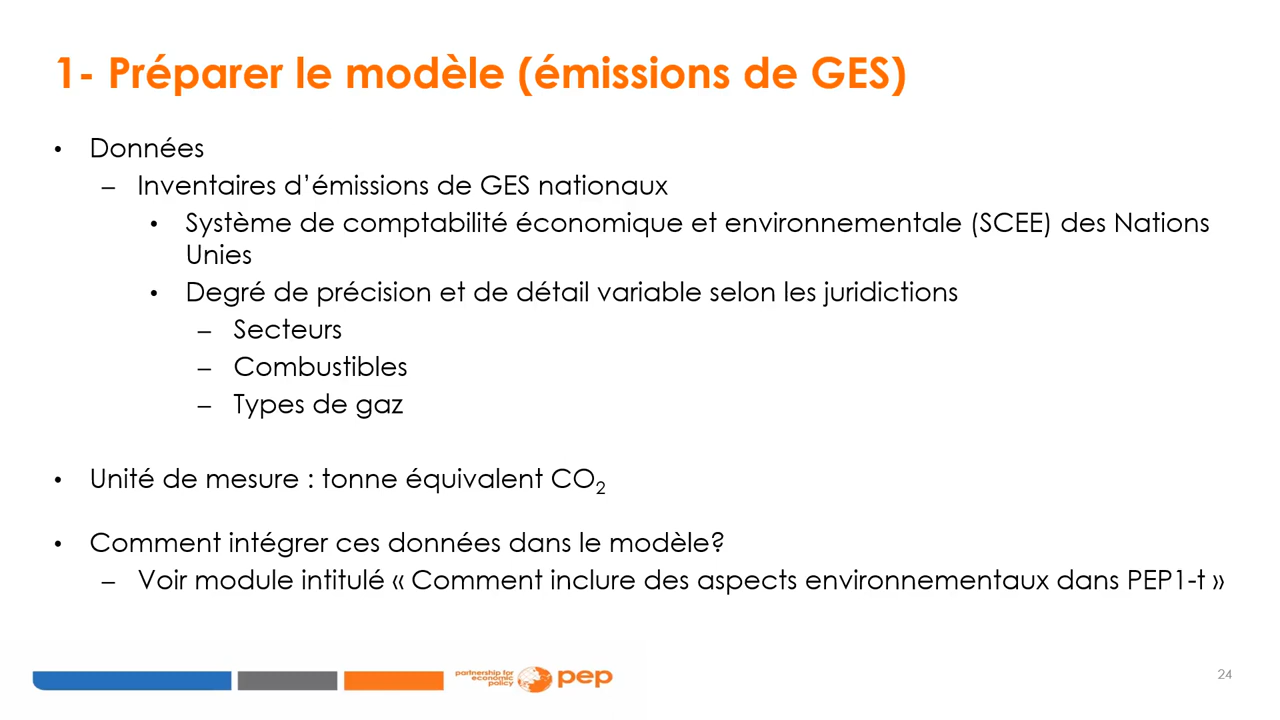 1- Préparer le modèle (émissions de GES)
• Données
– Inventaires d’émissions de GES nationaux
• Système de comptabilité économique et environnementale (SCEE) des Nations
Unies
• Degré de précision et de détail variable selon les juridictions
– Secteurs
– Combustibles
– Types de gaz
• Unité de mesure : tonne équivalent CO₂
• Comment intégrer ces données dans le modèle?
– Voir module intitulé « Comment inclure des aspects environnementaux dans PEP1-t »
partnership for
economic
policy
pep
24